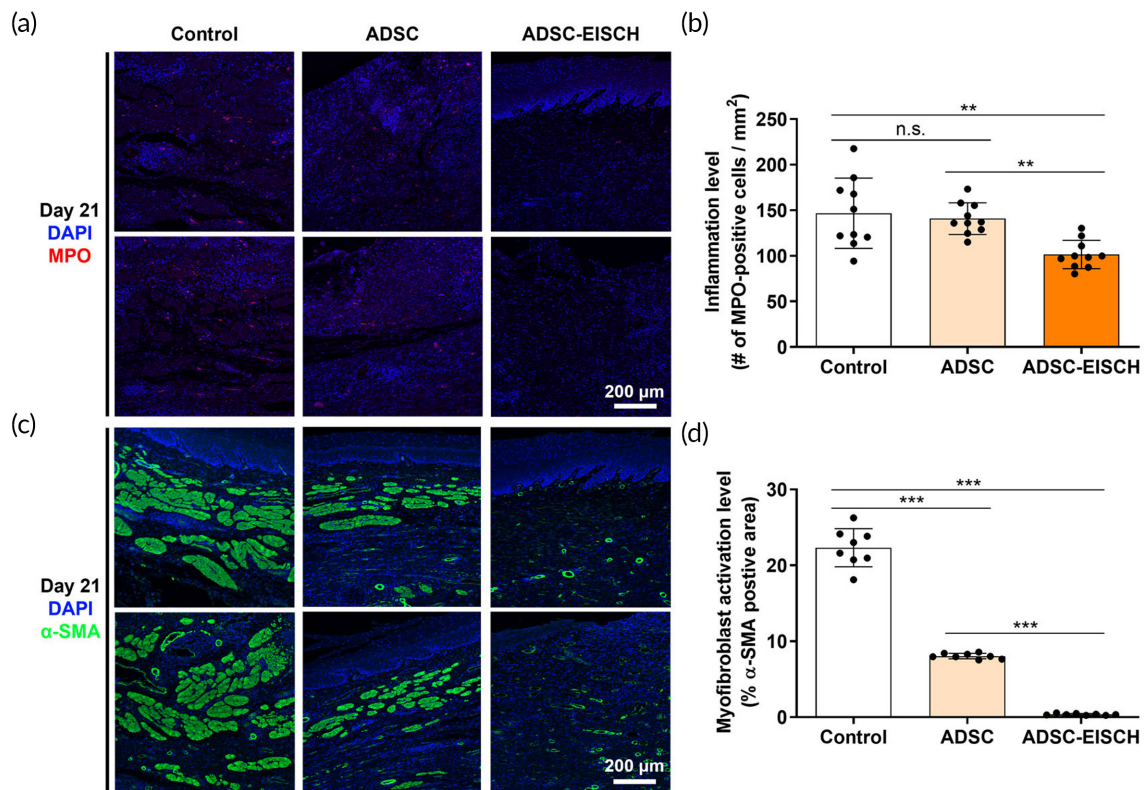 (a)
Control
ADSC
ADSC-EISCH
Day 21
DAPI
MPO
200 µm
(b)
Inflammation level
(# of MPO-positive cells / mm²)
250
200
150
100
50
0
**
n.s.
**
Control
ADSC
ADSC-EISCH
(c)
Day 21
DAPI
α-SMA
200 µm
(d)
Myofibroblast activation level
(% α-SMA postive area)
30
20
10
0
***
***
***
Control
ADSC
ADSC-EISCH